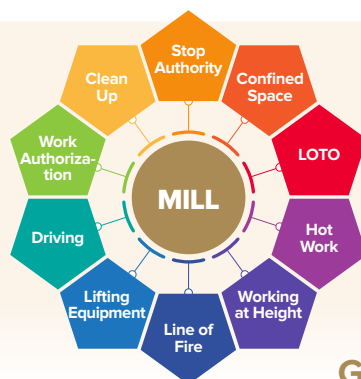 Stop
Authority
Confined
Space
LOTO
Hot
Work
Working
at Height
Line of
Fire
Lifting
Equipment
Driving
Work
Authoriza-
tion
Clean
Up
MILL
G